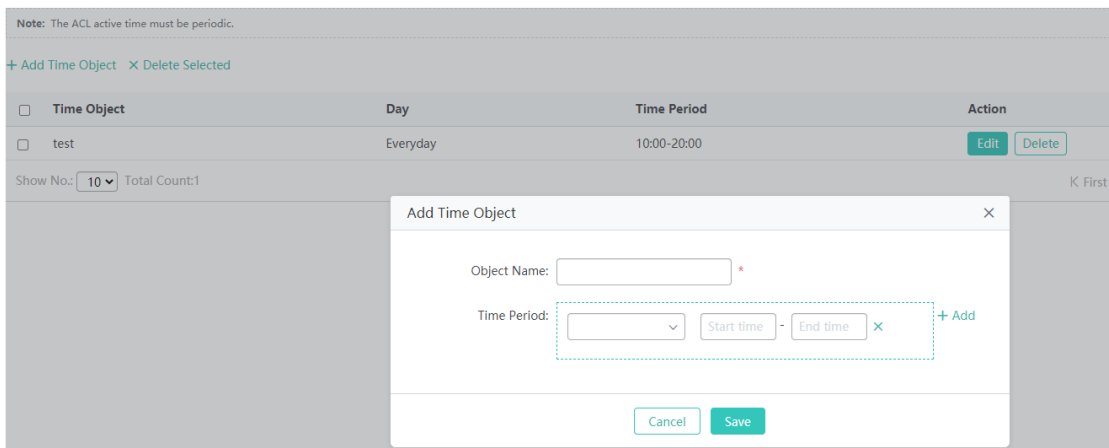 Note: The ACL active time must be periodic.
+ Add Time Object × Delete Selected
Time Object Day Time Period Action
test Everyday 10:00-20:00 Edit Delete
Show No.: 10 Total Count:1 First
Add Time Object ×
Object Name: *
Time Period: Start time - End time × + Add
Cancel Save